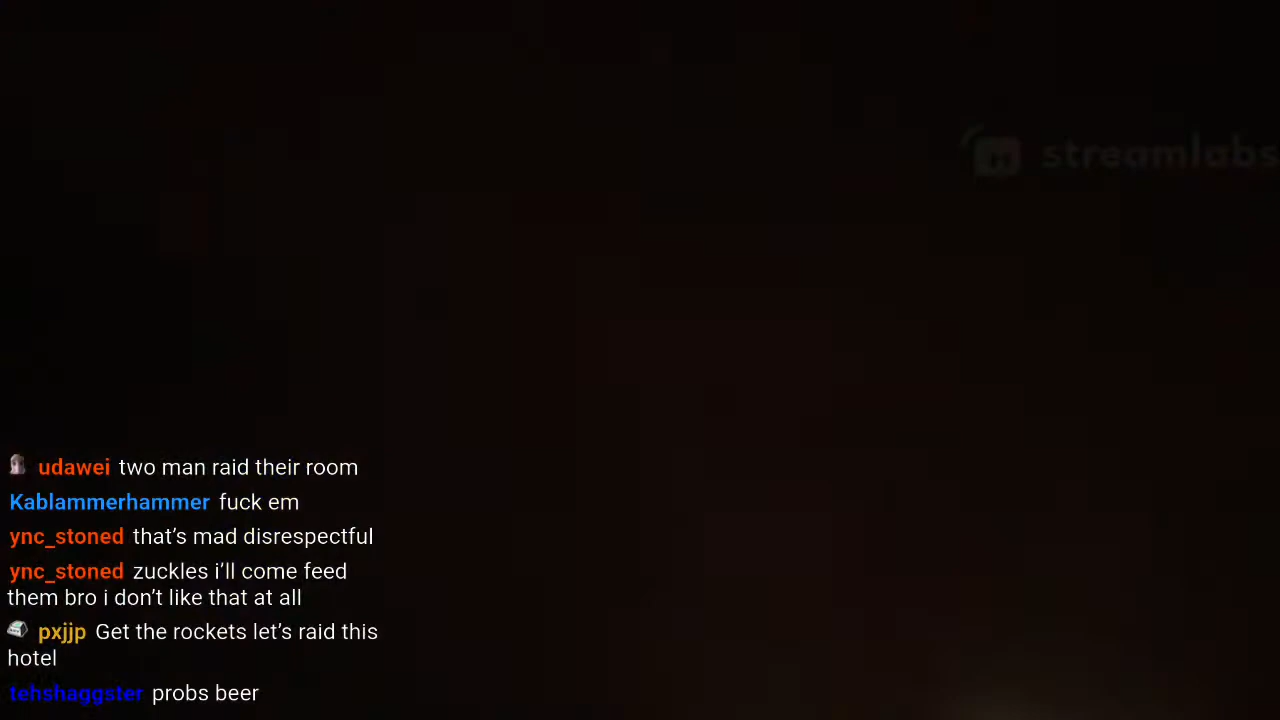 streamlabs
udawei two man raid their room
Kablammerhammer fuck em
ync_stoned that’s mad disrespectful
ync_stoned zuckles i’ll come feed
them bro i don’t like that at all
pxjjp Get the rockets let’s raid this
hotel
tehshaggster probs beer